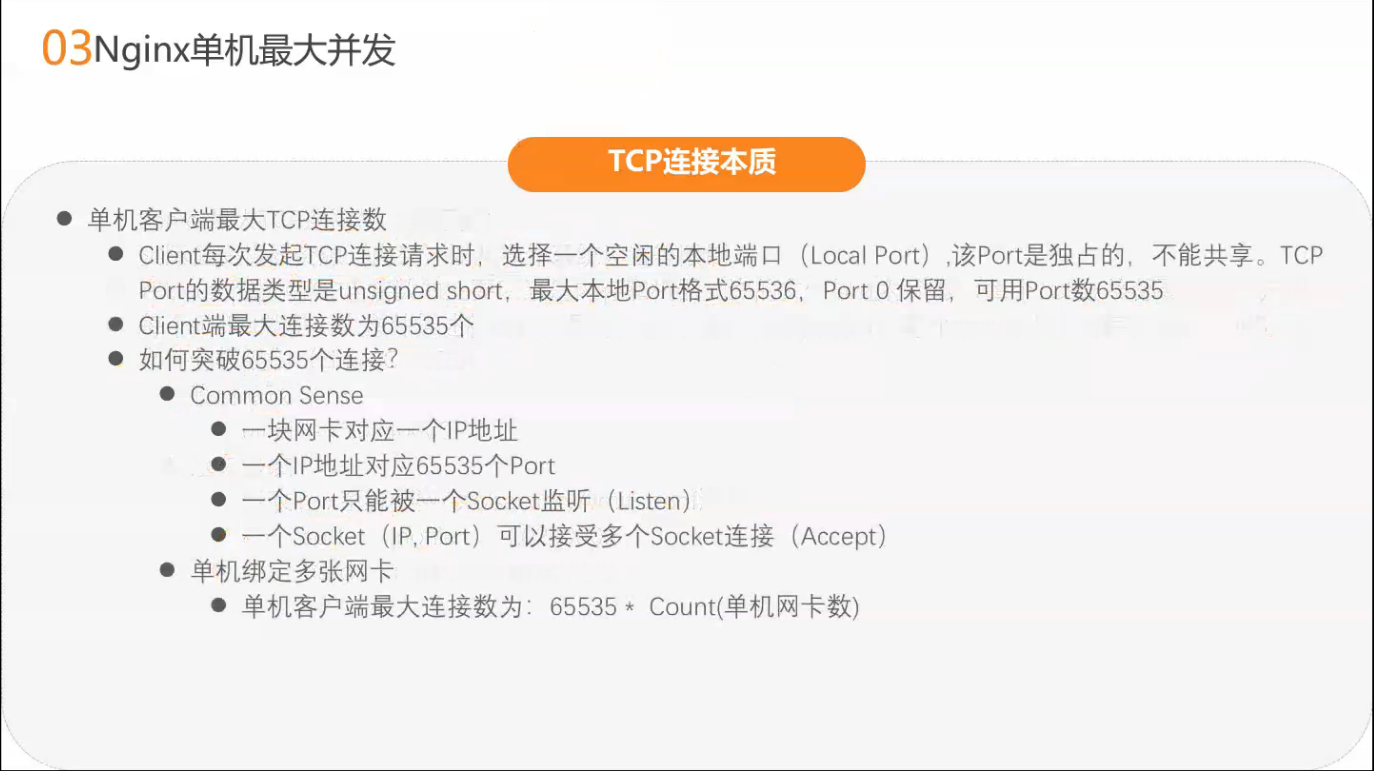 03Nginx单机最大并发
TCP连接本质
单机客户端最大TCP连接数
Client每次发起TCP连接请求时，选择一个空闲的本地端口（Local Port）,该Port是独占的，不能共享。TCP
Port的数据类型是unsigned short，最大本地Port格式65536，Port 0 保留，可用Port数65535
Client端最大连接数为65535个
如何突破65535个连接？
Common Sense
一块网卡对应一个IP地址
一个IP地址对应65535个Port
一个Port只能被一个Socket监听（Listen）
一个Socket（IP, Port）可以接受多个Socket连接（Accept）
单机绑定多张网卡
单机客户端最大连接数为：65535 * Count(单机网卡数)